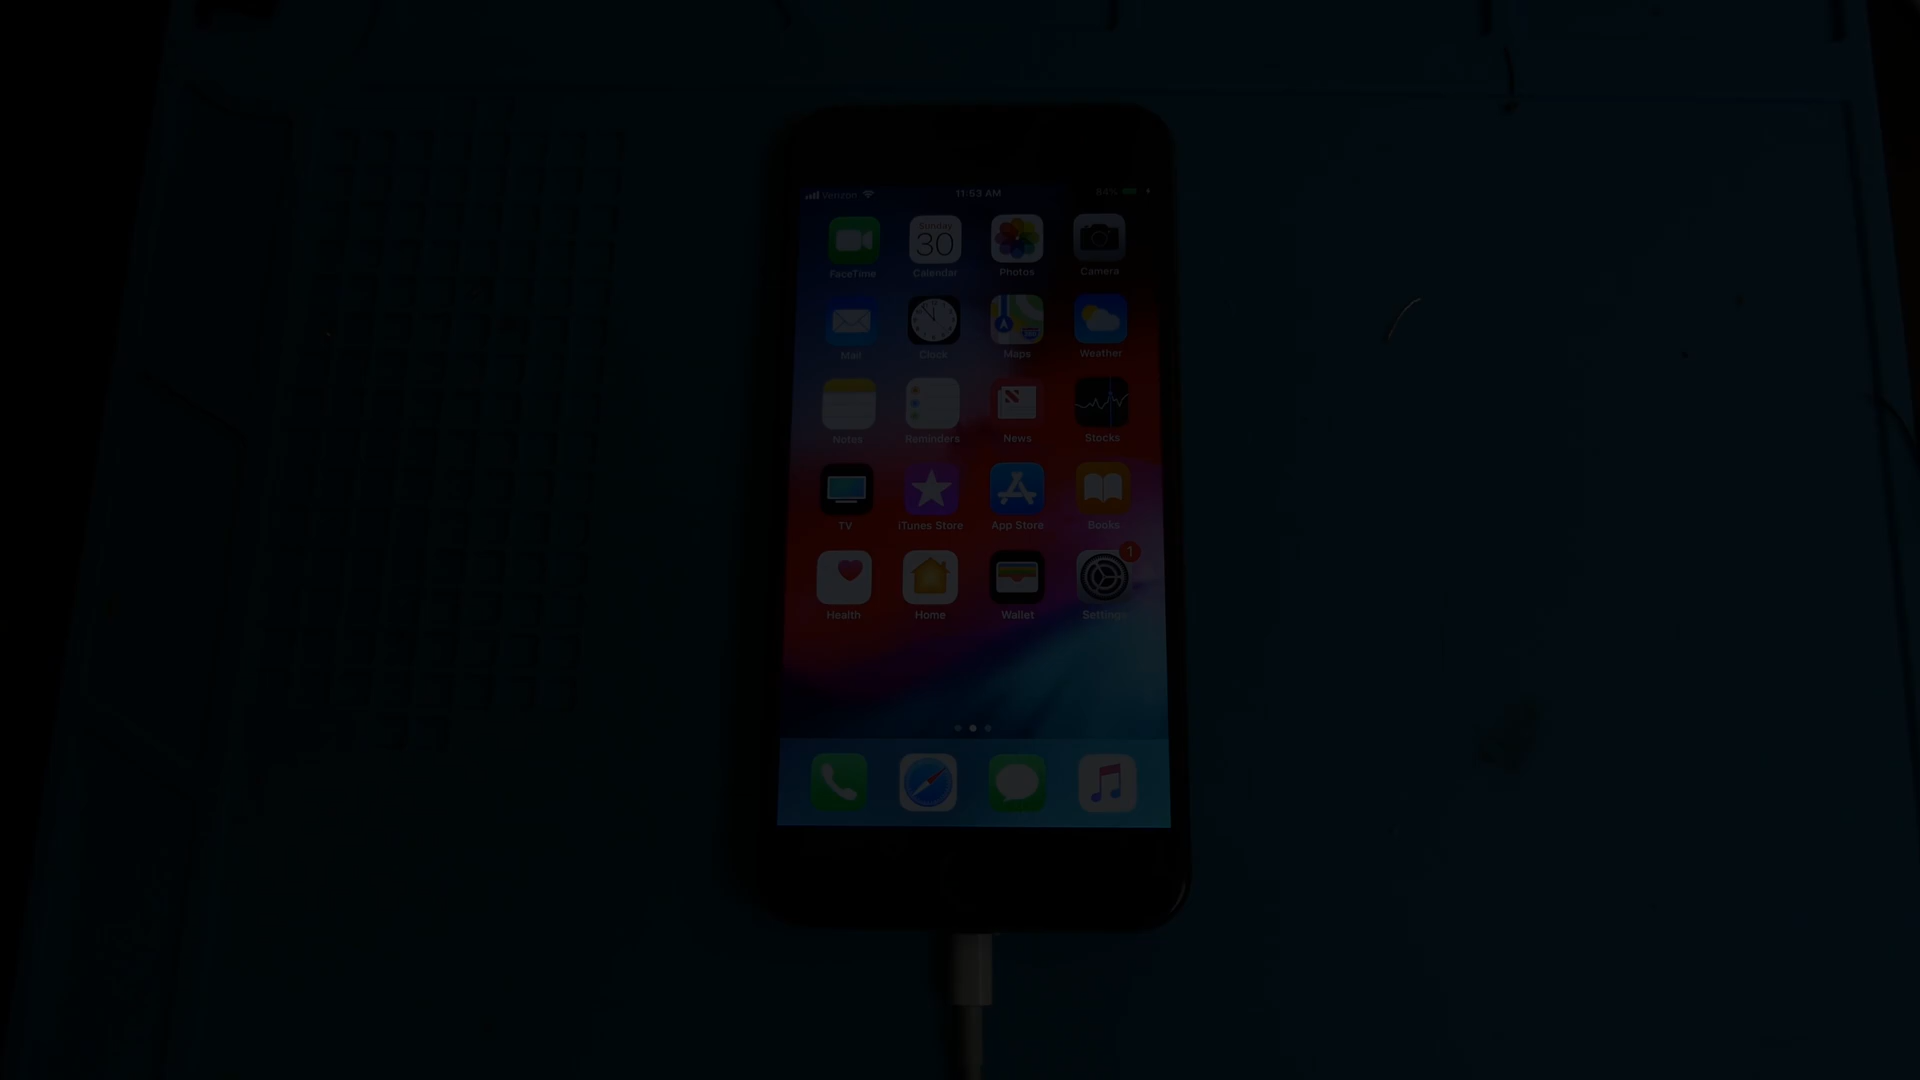 Verizon 11:53 AM 84%
Sunday
30
FaceTime Calendar Photos Camera
Mail Clock Maps Weather
Notes Reminders News Stocks
TV iTunes Store App Store Books
1
Health Home Wallet Settings